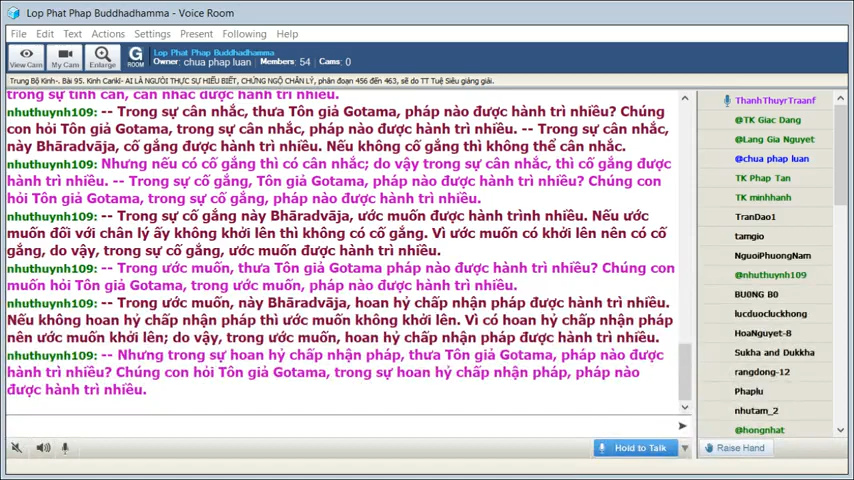 Lop Phat Phap Buddhadhamma - Voice Room
File Edit Text Actions Settings Present Following Help
View Cam My Cam Enlarge G ROOM
Lop Phat Phap Buddhadhamma
Owner: chua phap luan Members: 54 Cams: 0
Trung Bộ Kinh-. Bài 95. Kinh Cankì- AI LÀ NGƯỜI THỰC SỰ HIỂU BIẾT, CHỨNG NGỘ CHÂN LÝ, phân đoạn 456 đến 463, sẽ do TT Tuệ Siêu giảng giải.
trong sự tinh cần, cân nhắc được hành trì nhiều.
nhuthuynh109: -- Trong sự cân nhắc, thưa Tôn giả Gotama, pháp nào được hành trì nhiều? Chúng
con hỏi Tôn giả Gotama, trong sự cân nhắc, pháp nào được hành trì nhiều. -- Trong sự cân nhắc,
này Bhāradvāja, cố gắng được hành trì nhiều. Nếu không cố gắng thì không thể cân nhắc.
nhuthuynh109: Nhưng nếu có cố gắng thì có cân nhắc; do vậy trong sự cân nhắc, thì cố gắng được
hành trì nhiều. -- Trong sự cố gắng, Tôn giả Gotama, pháp nào được hành trì nhiều? Chúng con
hỏi Tôn giả Gotama, trong sự cố gắng, pháp nào được hành trì nhiều.
nhuthuynh109: -- Trong sự cố gắng này Bhāradvāja, ước muốn được hành trình nhiều. Nếu ước
muốn đối với chân lý ấy không khởi lên thì không có cố gắng. Vì ước muốn có khởi lên nên có cố
gắng, do vậy, trong sự cố gắng, ước muốn được hành trì nhiều.
nhuthuynh109: -- Trong ước muốn, thưa Tôn giả Gotama pháp nào được hành trì nhiều? Chúng con
muốn hỏi Tôn giả Gotama, trong ước muốn, pháp nào được hành trì nhiều.
nhuthuynh109: -- Trong ước muốn, này Bhāradvāja, hoan hỷ chấp nhận pháp được hành trì nhiều.
Nếu không hoan hỷ chấp nhận pháp thì ước muốn không khởi lên. Vì có hoan hỷ chấp nhận pháp
nên ước muốn khởi lên; do vậy, trong ước muốn, hoan hỷ chấp nhận pháp được hành trì nhiều.
nhuthuynh109: -- Nhưng trong sự hoan hỷ chấp nhận pháp, thưa Tôn giả Gotama, pháp nào được
hành trì nhiều? Chúng con hỏi Tôn giả Gotama, trong sự hoan hỷ chấp nhận pháp, pháp nào
được hành trì nhiều.
ThanhThuyrTraanf
@TK Giac Dang
@Lang Gia Nguyet
@chua phap luan
TK Phap Tan
TK minhhanh
TranDao1
tamgio
NguoiPhuongNam
@nhuthuynh109
BU0NG B0
lucduocluckhong
HoaNguyet-8
Sukha and Dukkha
rangdong-12
Phaplu
nhutam_2
@hongnhat
Hold to Talk
Raise Hand